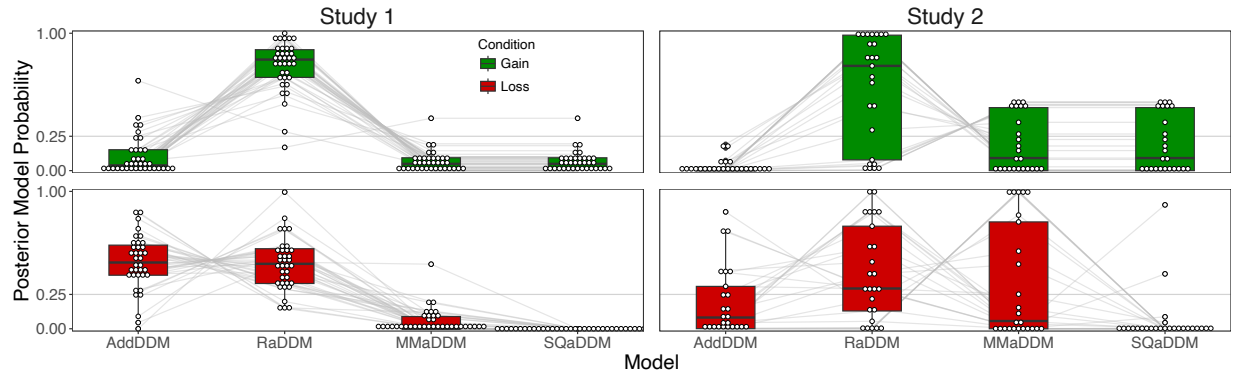 Study 1
Study 2
Posterior Model Probability
1.00
0.25
0.00
Condition
Gain
Loss
1.00
0.25
0.00
AddDDM
RaDDM
MMaDDM
SQaDDM
AddDDM
RaDDM
MMaDDM
SQaDDM
Model